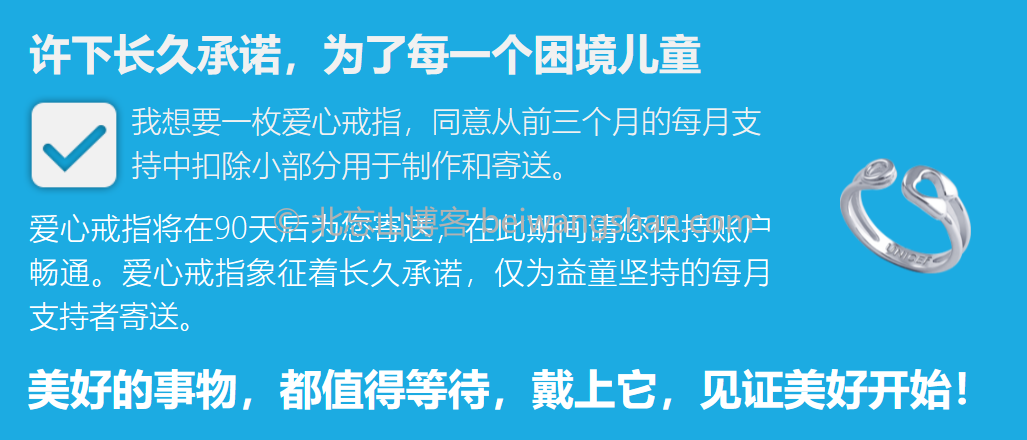 许下长久承诺，为了每一个困境儿童
我想要一枚爱心戒指，同意从前三个月的每月支
持中扣除小部分用于制作和寄送。
爱心戒指将在90天后为您寄送，在此期间请您保持账户
© 北京山博客 beiwangshan.com
畅通。爱心戒指象征着长久承诺，仅为益童坚持的每月
支持者寄送。
UNICEF
美好的事物，都值得等待，戴上它，见证美好开始！